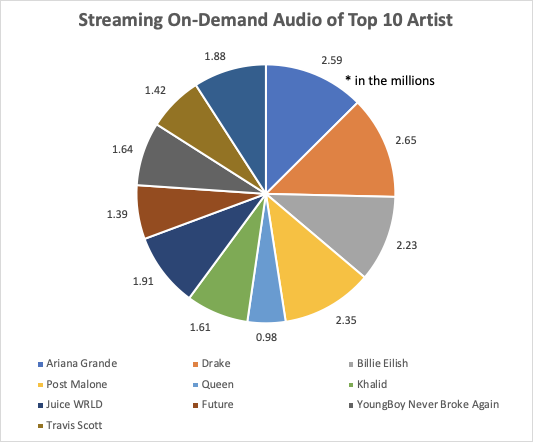 Streaming On-Demand Audio of Top 10 Artist
1.88
2.59
* in the millions
1.42
2.65
1.64
2.23
1.39
1.91
2.35
1.61
0.98
Ariana Grande
Drake
Billie Eilish
Post Malone
Queen
Khalid
Juice WRLD
Future
YoungBoy Never Broke Again
Travis Scott